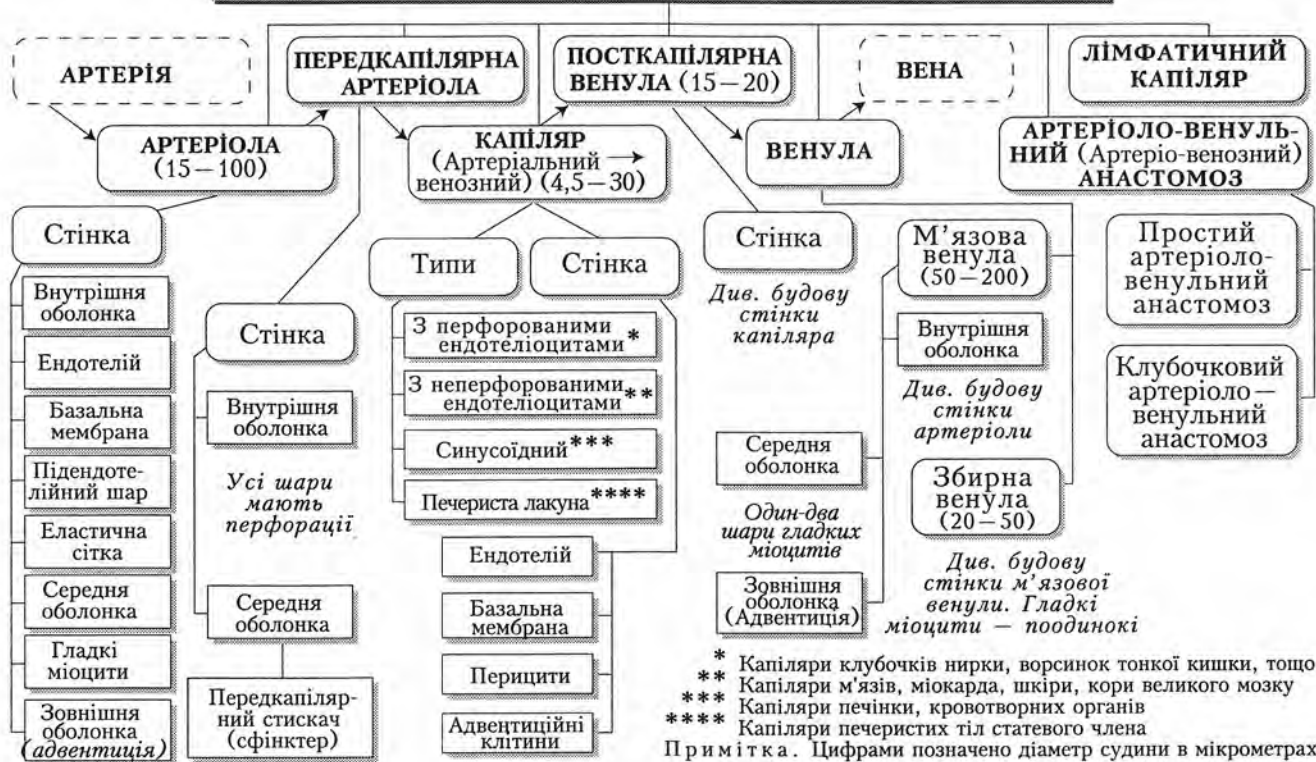 АРТЕРІЯ
ПЕРЕДКАПІЛЯРНА
АРТЕРІОЛА
ПОСТКАПІЛЯРНА
ВЕНУЛА (15—20)
ВЕНА
ЛІМФАТИЧНИЙ
КАПІЛЯР
АРТЕРІОЛА
(15—100)
КАПІЛЯР
(Артеріальний →
венозний) (4,5—30)
ВЕНУЛА
АРТЕРІОЛО-ВЕНУЛЬ-
НИЙ (Артеріо-венозний)
АНАСТОМОЗ
Стінка
Внутрішня
оболонка
Ендотелій
Базальна
мембрана
Підендоте-
лійний шар
Еластична
сітка
Середня
оболонка
Гладкі
міоцити
Зовнішня
оболонка
(адвентиція)
Стінка
Внутрішня
оболонка
Усі шари
мають
перфорації
Середня
оболонка
Передкапіляр-
ний стискач
(сфінктер)
Типи
Стінка
З перфорованими
ендотеліоцитами *
З неперфорованими
ендотеліоцитами **
Синусоїдний ***
Печериста лакуна ****
Ендотелій
Базальна
мембрана
Перицити
Адвентиційні
клітини
Стінка
Див. будову
стінки
капіляра
М'язова
венула
(50—200)
Внутрішня
оболонка
Див. будову
стінки
артеріоли
Середня
оболонка
Один-два
шари гладких
міоцитів
Зовнішня
оболонка
(Адвентиція)
Збирна
венула
(20—50)
Див. будову
стінки м'язової
венули. Гладкі
міоцити — поодинокі
Простий
артеріоло-
венульний
анастомоз
Клубочковий
артеріоло—
венульний
анастомоз
* Капіляри клубочків нирки, ворсинок тонкої кишки, тощо
** Капіляри м'язів, міокарда, шкіри, кори великого мозку
*** Капіляри печінки, кровотворних органів
**** Капіляри печеристих тіл статевого члена
Примітка. Цифрами позначено діаметр судини в мікрометрах